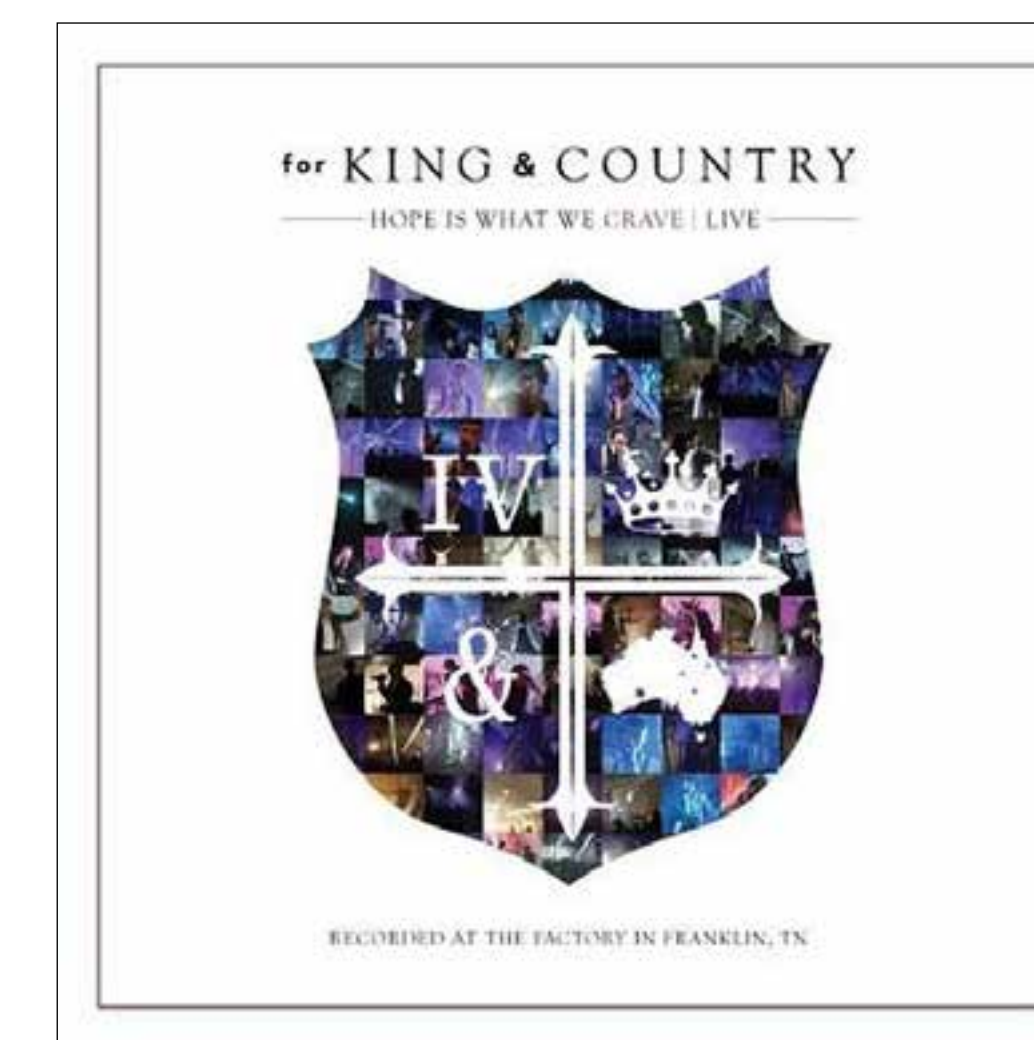 for KING & COUNTRY
HOPE IS WHAT WE CRAVE | LIVE
IV
&
RECORDED AT THE FACTORY IN FRANKLIN, TN